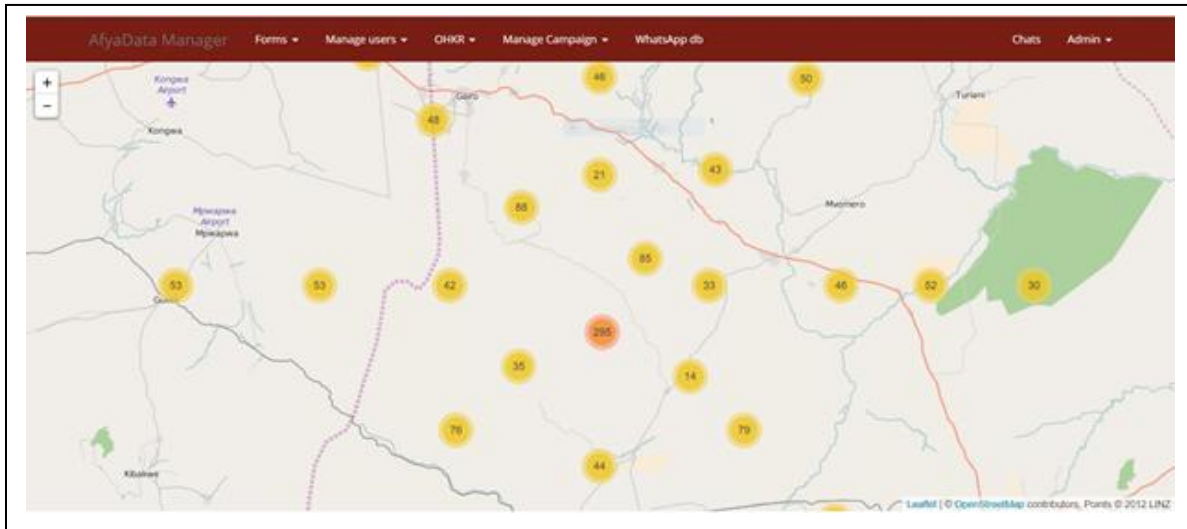 AfyaData Manager Forms Manage users OHKR Manage Campaign WhatsApp db Chats Admin
+
-
Kongwa
Airport
46
50
Gairo
Turiani
48
Kongwa
21
43
88
Mpwapwa
Airport
Mpwapwa
Mvomero
85
53
53
42
33
46
52
30
295
35
14
76
79
44
Kibakwe
Leaflet | © OpenStreetMap contributors, Points © 2012 LINZ